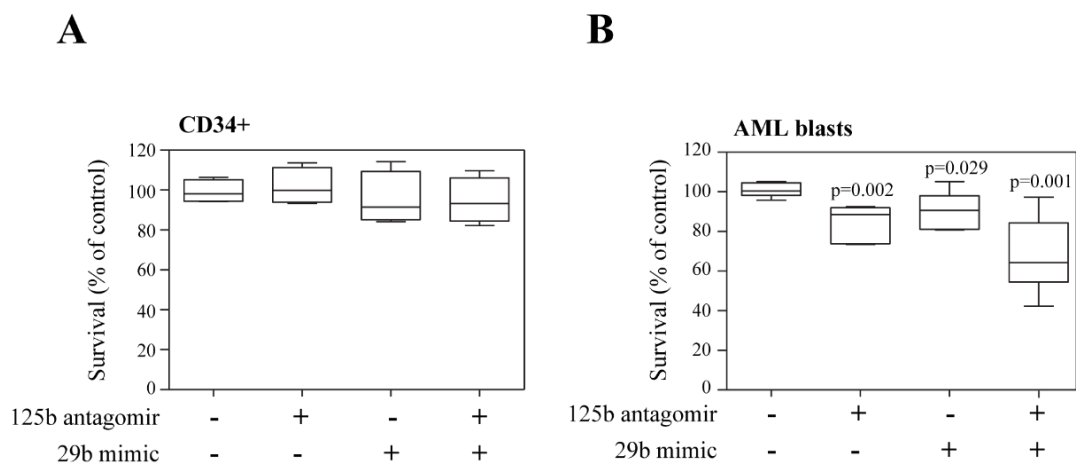 A
B
CD34+
AML blasts
Survival (% of control)
120
100
80
60
40
20
0
Survival (% of control)
120
100
80
60
40
20
0
p=0.002
p=0.029
p=0.001
125b antagomir - + - +
29b mimic - - + +
125b antagomir - + - +
29b mimic - - + +